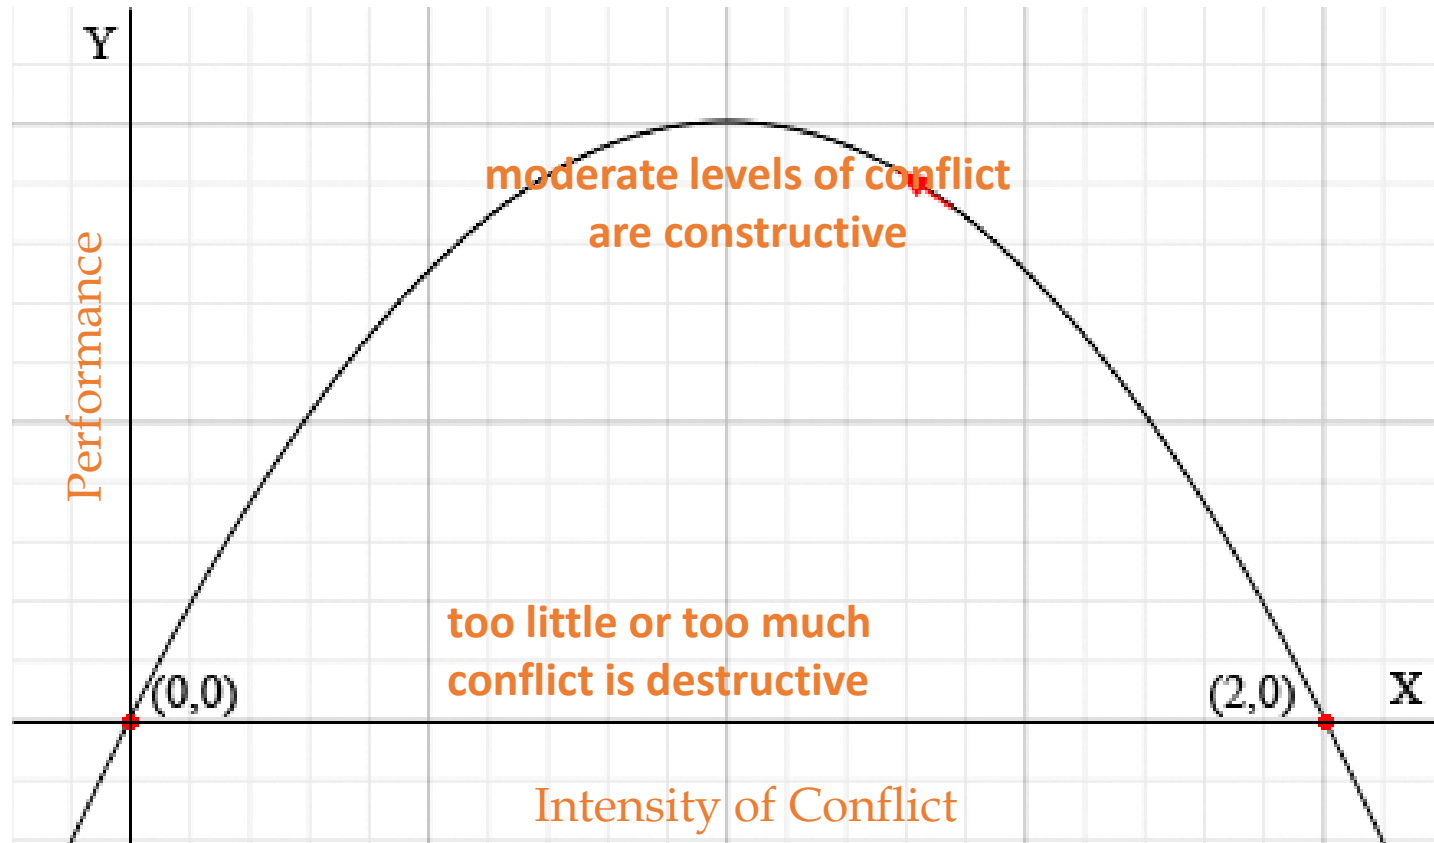 Y
moderate levels of conflict
are constructive
Performance
too little or too much
conflict is destructive
(0,0)
(2,0)
X
Intensity of Conflict